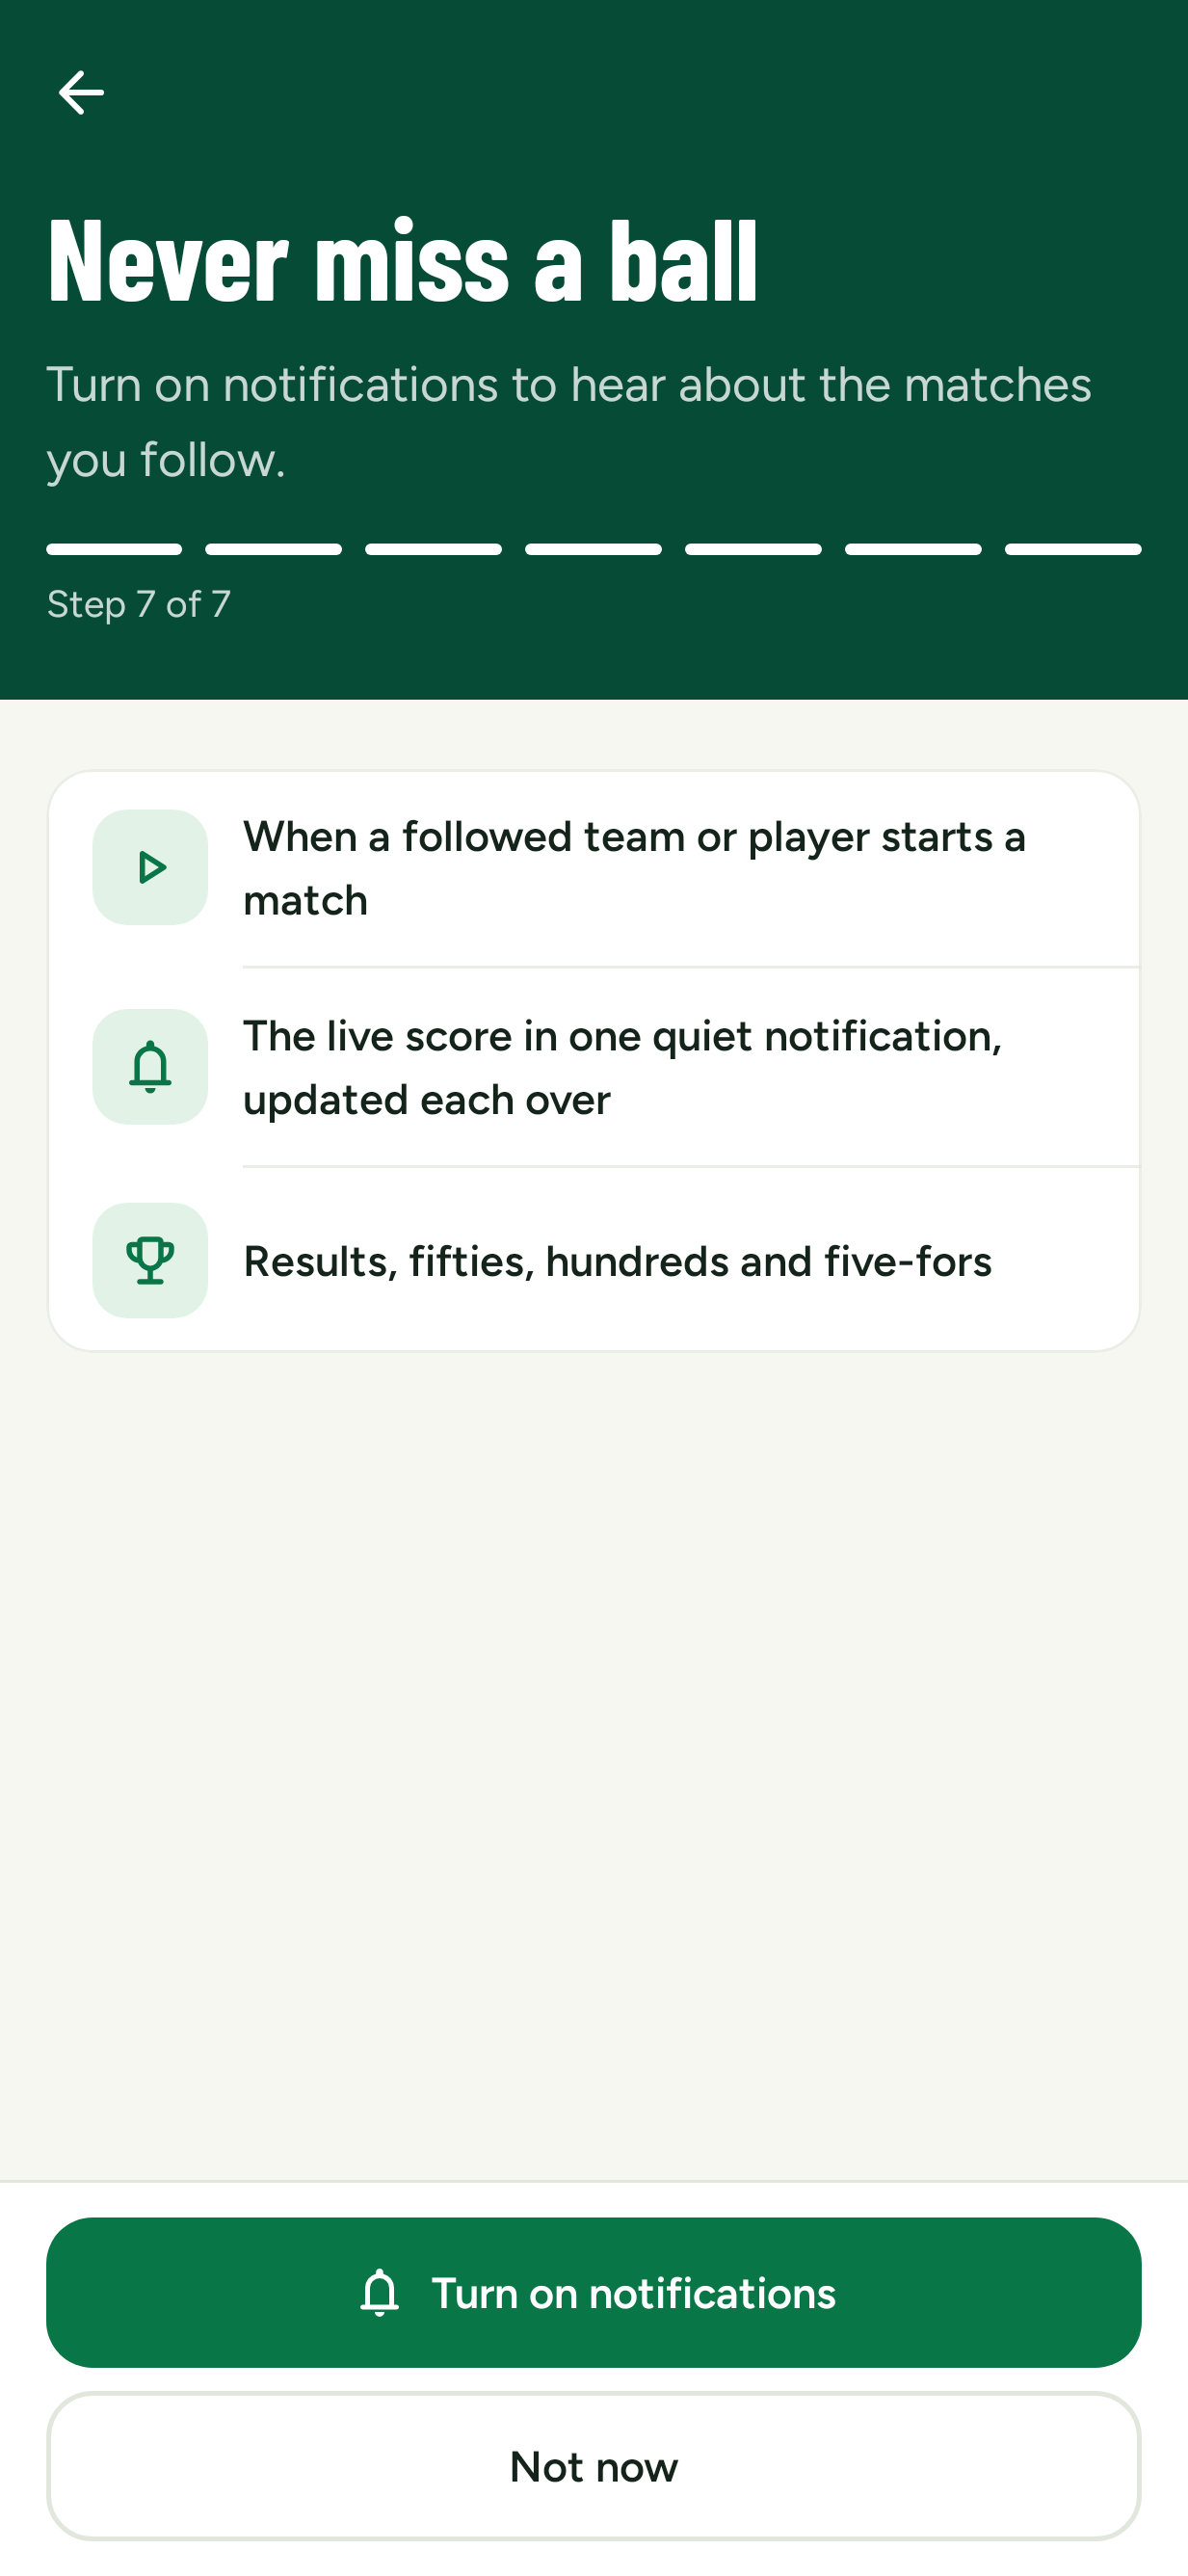 Never miss a ball
Turn on notifications to hear about the matches
you follow.
Step 7 of 7
When a followed team or player starts a
match
The live score in one quiet notification,
updated each over
Results, fifties, hundreds and five-fors
Turn on notifications
Not now